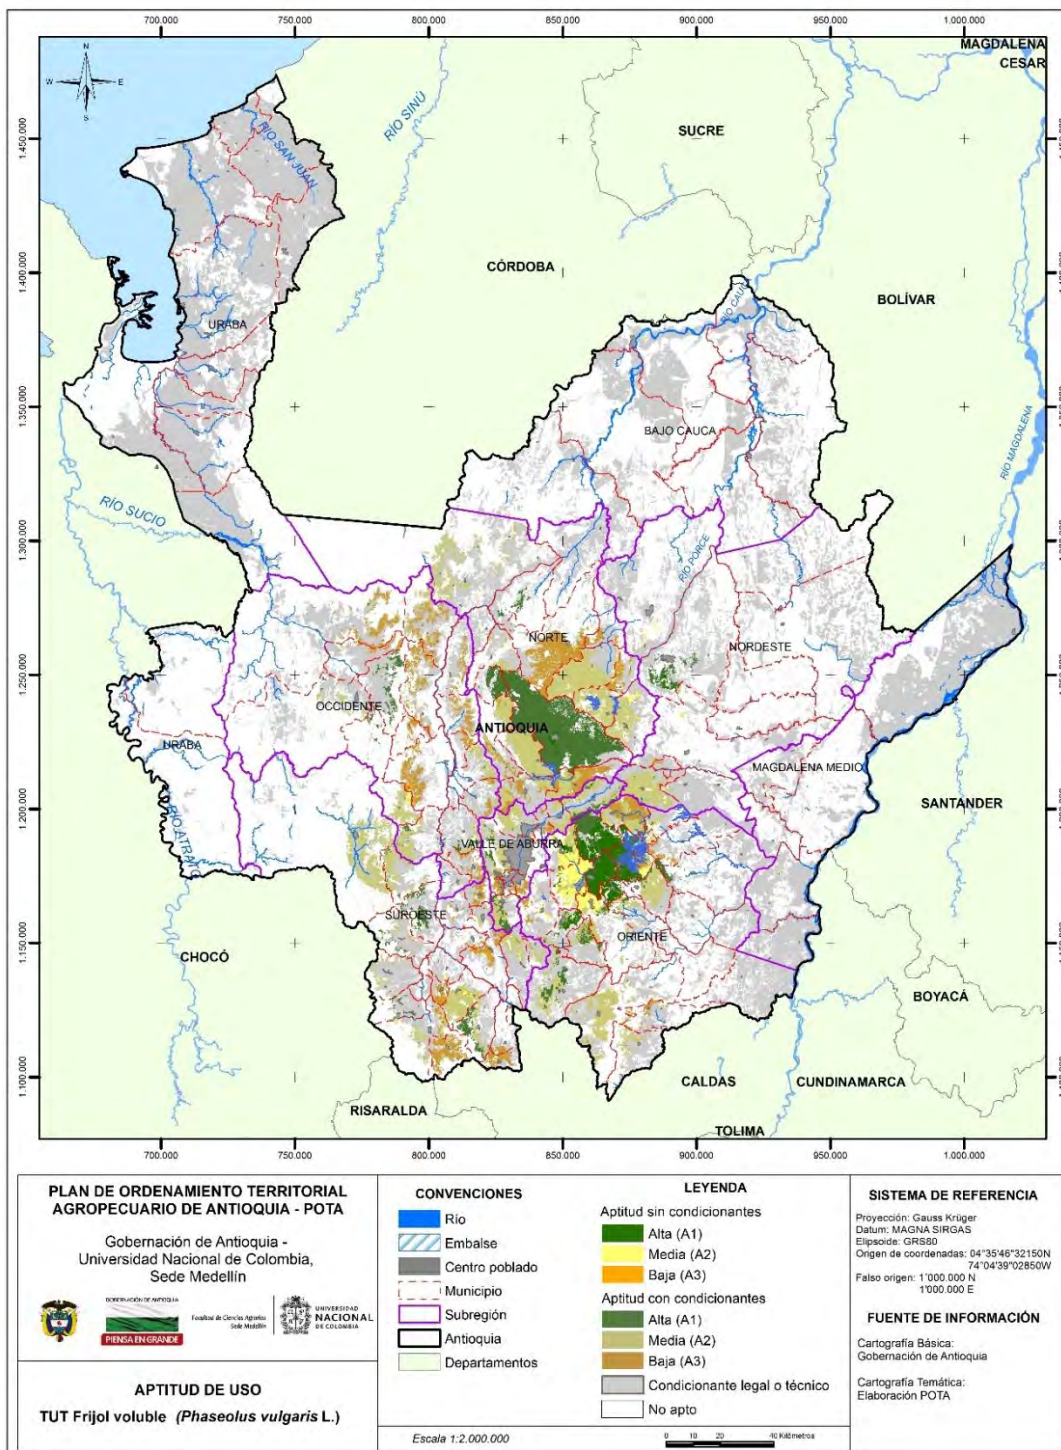 700.000 750.000 800.000 850.000 900.000 950.000 1.000.000
MAGDALENA
CESAR
N
W E
S
RÍO SINÚ
SUCRE
RÍO SAN JUAN
1.450.000
CÓRDOBA
1.400.000
BOLÍVAR
RÍO CAUCA
URABA
1.350.000
BAJO CAUCA
RÍO MAGDALENA
RÍO SUCIO
1.300.000
RÍO PORCE
NORTE
NORDESTE
1.250.000
OCCIDENTE
ANTIOQUIA
URABA
MAGDALENA MEDIO
1.200.000
SANTANDER
RÍO ATRATO
VALLE DE ABURRA
SUROESTE
ORIENTE
1.150.000
CHOCÓ
BOYACÁ
1.100.000
CALDAS
CUNDINAMARCA
RISARALDA
TOLIMA
700.000 750.000 800.000 850.000 900.000 950.000 1.000.000
PLAN DE ORDENAMIENTO TERRITORIAL
AGROPECUARIO DE ANTIOQUIA - POTA
Gobernación de Antioquia -
Universidad Nacional de Colombia,
Sede Medellín
GOBERNACIÓN DE ANTIOQUIA
PIENSA EN GRANDE
Facultad de Ciencias Agrarias
Sede Medellín
UNIVERSIDAD
NACIONAL
DE COLOMBIA
APTITUD DE USO
TUT Frijol voluble (Phaseolus vulgaris L.)
CONVENCIONES
Río
Embalse
Centro poblado
Municipio
Subregión
Antioquia
Departamentos
Escala 1:2.000.000
LEYENDA
Aptitud sin condicionantes
Alta (A1)
Media (A2)
Baja (A3)
Aptitud con condicionantes
Alta (A1)
Media (A2)
Baja (A3)
Condicionante legal o técnico
No apto
0 10 20 40 Kilómetros
SISTEMA DE REFERENCIA
Proyección: Gauss Krüger
Datum: MAGNA SIRGAS
Elipsoide: GRS80
Origen de coordenadas: 04°35'46"32150N
74°04'39"02850W
Falso origen: 1'000.000 N
1'000.000 E
FUENTE DE INFORMACIÓN
Cartografía Básica:
Gobernación de Antioquia
Cartografía Temática:
Elaboración POTA